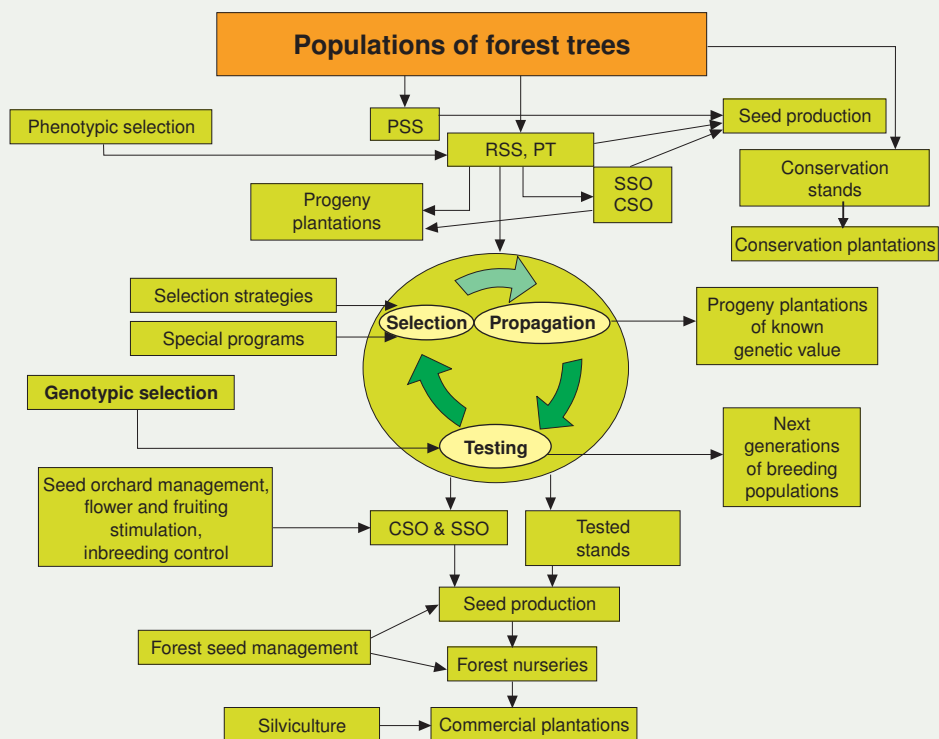 Populations of forest trees
PSS
Seed production
Phenotypic selection
RSS, PT
Conservation
stands
SSO
CSO
Progeny
plantations
Conservation plantations
Selection strategies
Special programs
Selection
Propagation
Progeny plantations
of known
genetic value
Genotypic selection
Testing
Next
generations
of breeding
populations
Seed orchard management,
flower and fruiting
stimulation,
inbreeding control
CSO & SSO
Tested
stands
Seed production
Forest seed management
Forest nurseries
Silviculture
Commercial plantations